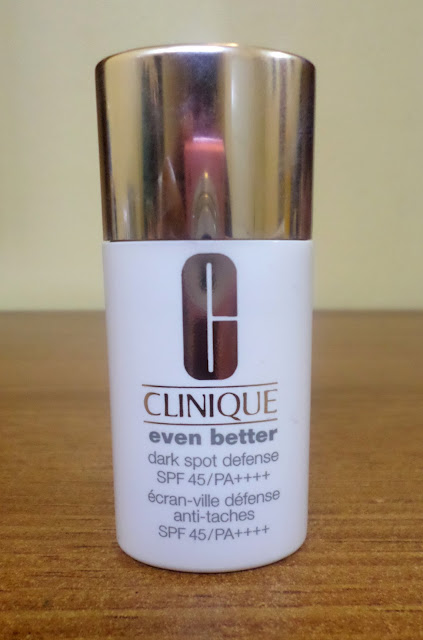 CLINIQUE
even better
dark spot defense
SPF 45/PA++++
écran-ville défense
anti-taches
SPF 45/PA++++